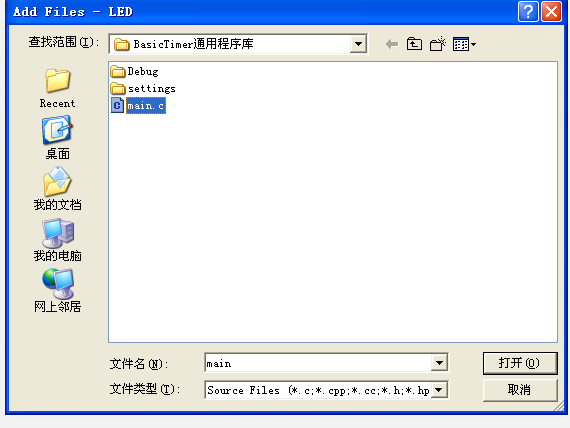 Add Files - LED
查找范围(I):
BasicTimer通用程序库
Debug
settings
main.c
Recent
桌面
我的文档
我的电脑
网上邻居
文件名(N):
main
打开(O)
文件类型(T):
Source Files (*.c;*.cpp;*.cc;*.h;*.hp
取消